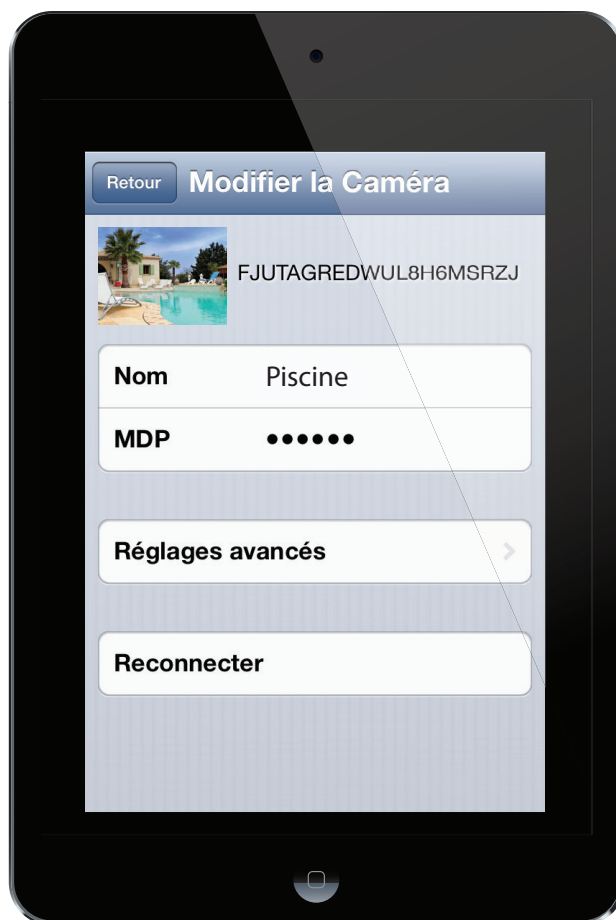 Retour
Modifier la Caméra
FJUTAGREDWUL8H6MSRZJ
Nom Piscine
MDP ••••••
Réglages avancés
Reconnecter